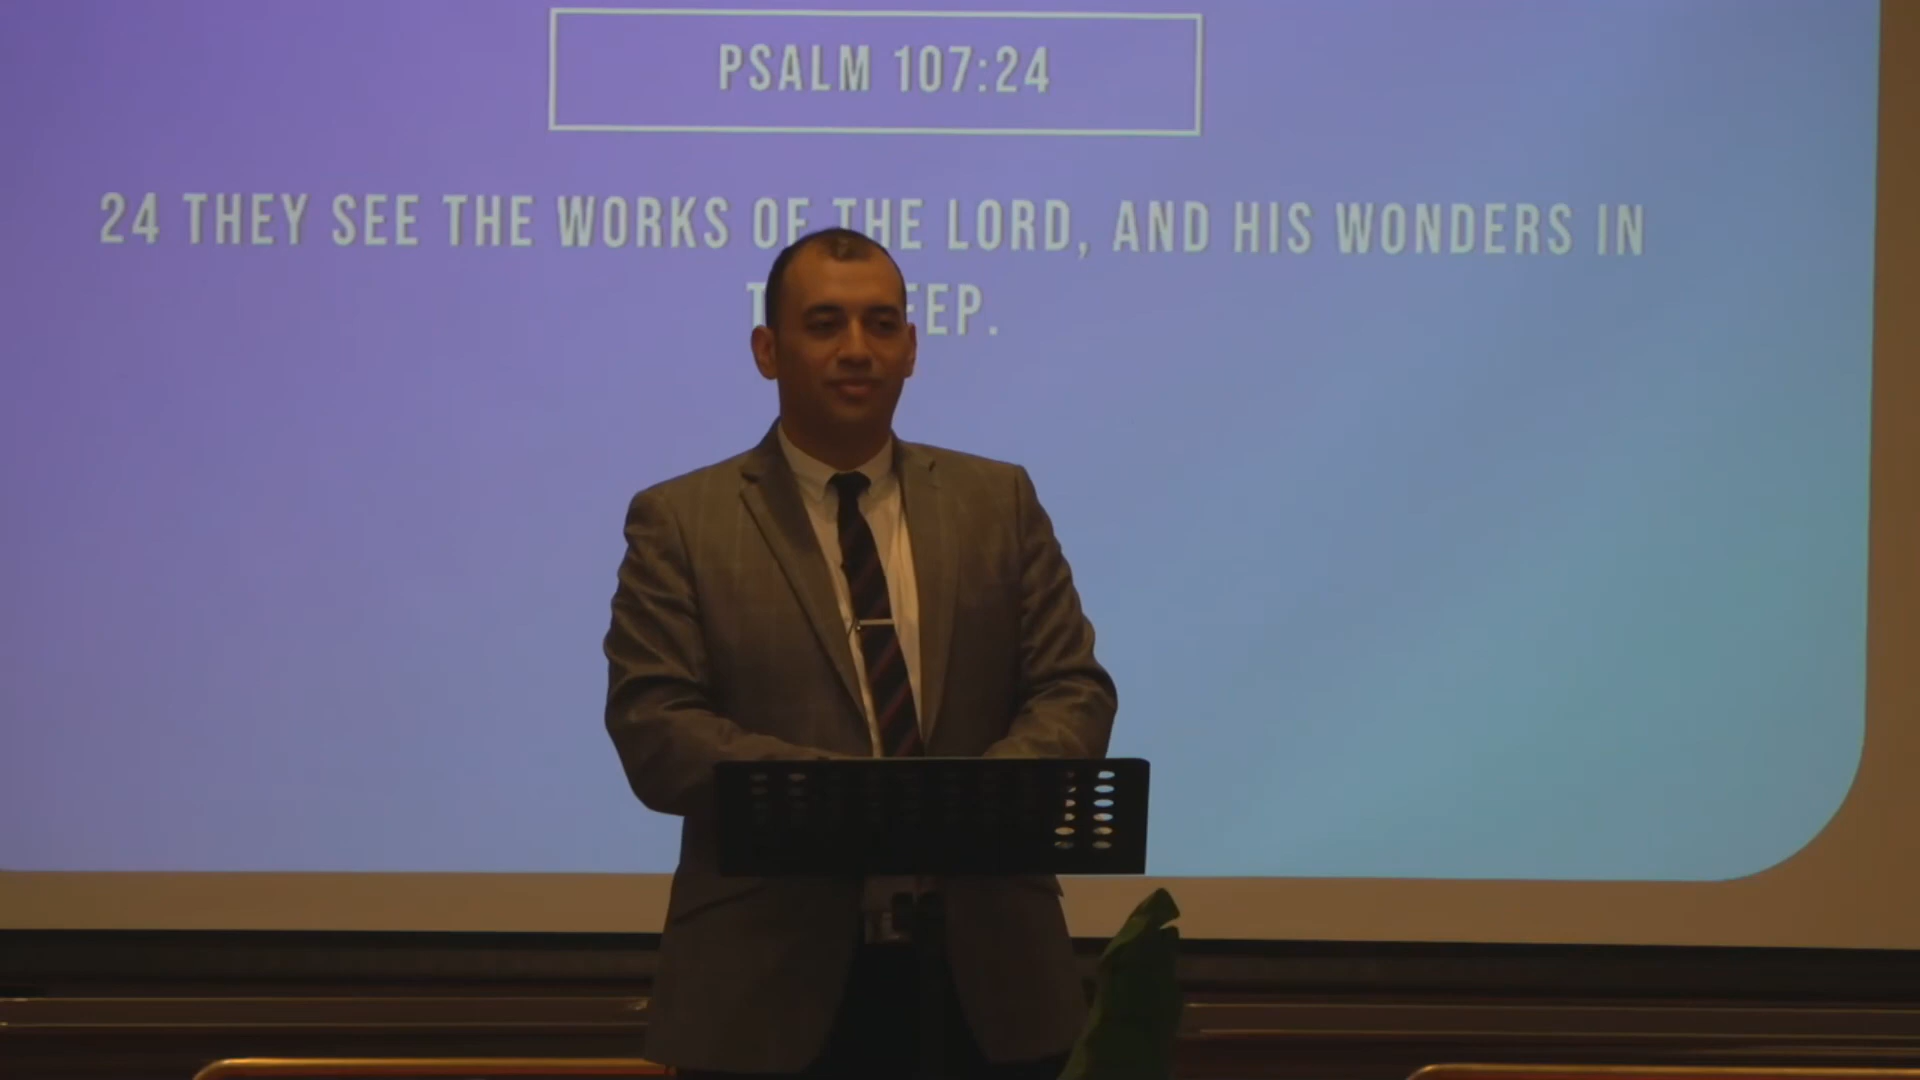 PSALM 107:24
24 THEY SEE THE WORKS OF THE LORD, AND HIS WONDERS IN